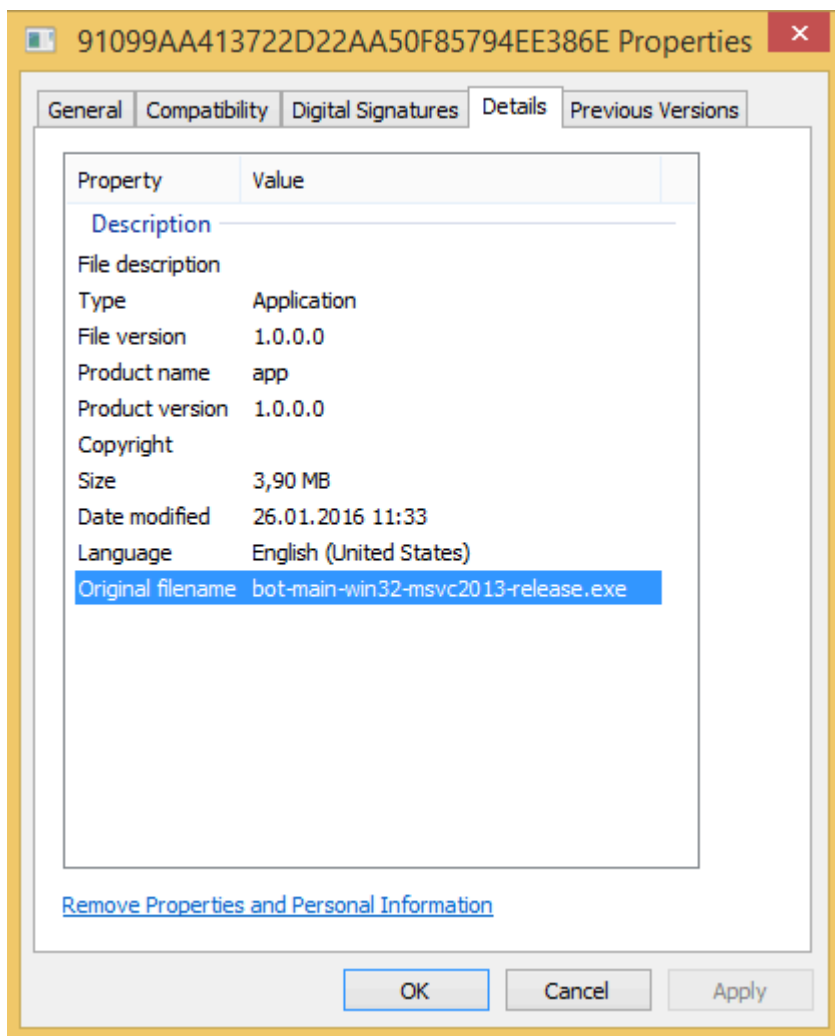 91099AA413722D22AA50F85794EE386E Properties
General Compatibility Digital Signatures Details Previous Versions
Property Value
Description
File description
Type Application
File version 1.0.0.0
Product name app
Product version 1.0.0.0
Copyright
Size 3,90 MB
Date modified 26.01.2016 11:33
Language English (United States)
Original filename bot-main-win32-msvc2013-release.exe
Remove Properties and Personal Information
OK Cancel Apply